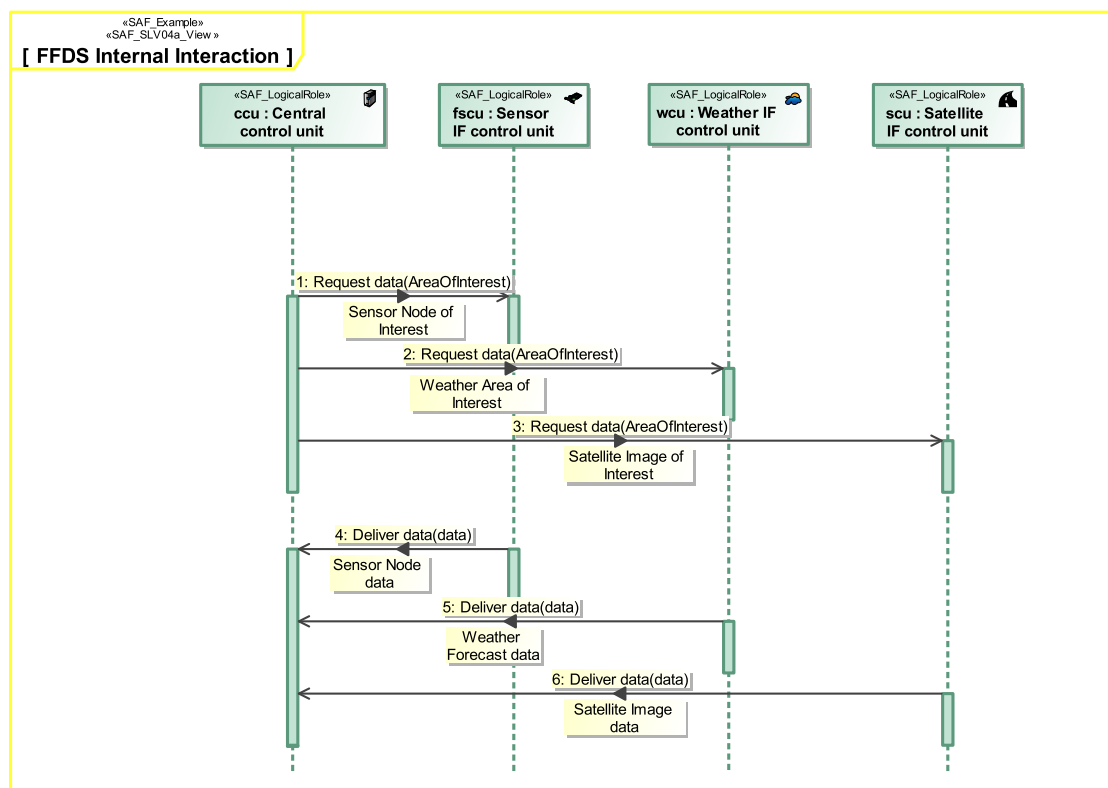 «SAF_Example»
«SAF_SLV04a_View »
[ FFDS Internal Interaction ]
«SAF_LogicalRole»
ccu : Central
control unit
«SAF_LogicalRole»
fscu : Sensor
IF control unit
«SAF_LogicalRole»
wcu : Weather IF
control unit
«SAF_LogicalRole»
scu : Satellite
IF control unit
1: Request data(AreaOfInterest)
Sensor Node of
Interest
2: Request data(AreaOfInterest)
Weather Area of
Interest
3: Request data(AreaOfInterest)
Satellite Image of
Interest
4: Deliver data(data)
Sensor Node
data
5: Deliver data(data)
Weather
Forecast data
6: Deliver data(data)
Satellite Image
data